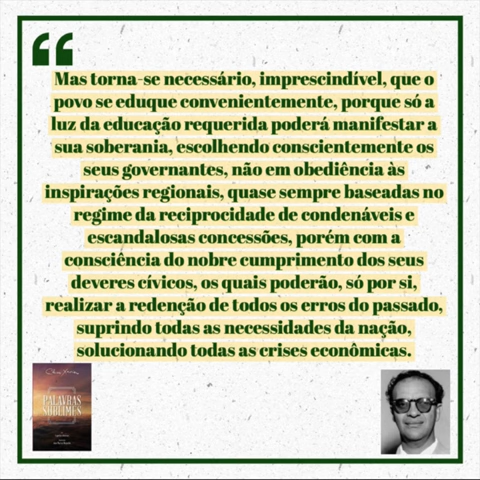 Mas torna-se necessário, imprescindível, que o
povo se eduque convenientemente, porque só a
luz da educação requerida poderá manifestar a
sua soberania, escolhendo conscientemente os
seus governantes, não em obediência às
inspirações regionais, quase sempre baseadas no
regime da reciprocidade de condenáveis e
escandalosas concessões, porém com a
consciência do nobre cumprimento dos seus
deveres cívicos, os quais poderão, só por si,
realizar a redenção de todos os erros do passado,
suprindo todas as necessidades da nação,
solucionando todas as crises econômicas.
PALAVRAS
SUBLIMES